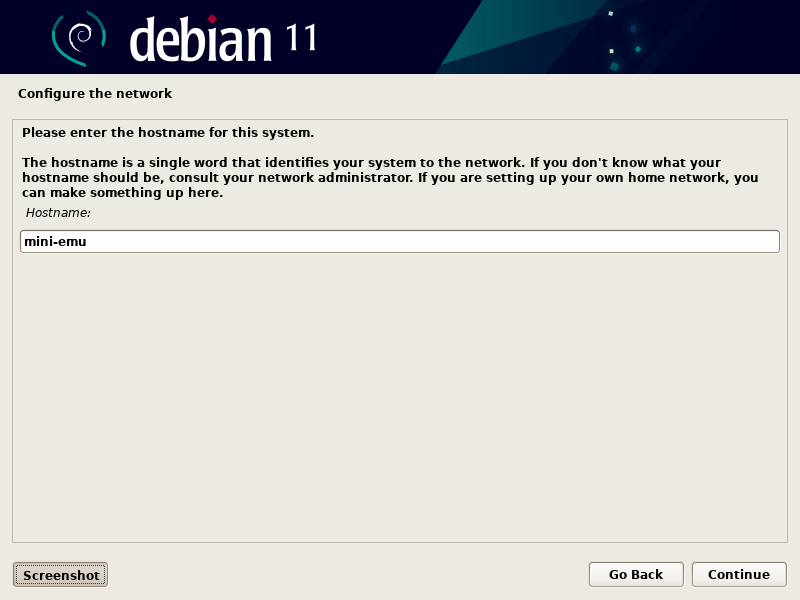 debian 11
Configure the network
Please enter the hostname for this system.
The hostname is a single word that identifies your system to the network. If you don't know what your
hostname should be, consult your network administrator. If you are setting up your own home network, you
can make something up here.
Hostname:
mini-emu
Screenshot
Go Back
Continue